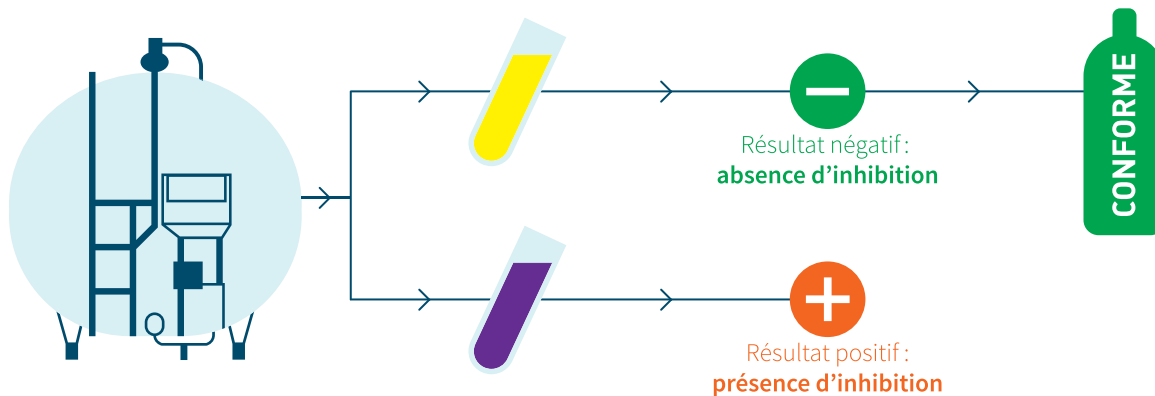 Résultat négatif :
absence d’inhibition
CONFORME
Résultat positif :
présence d’inhibition